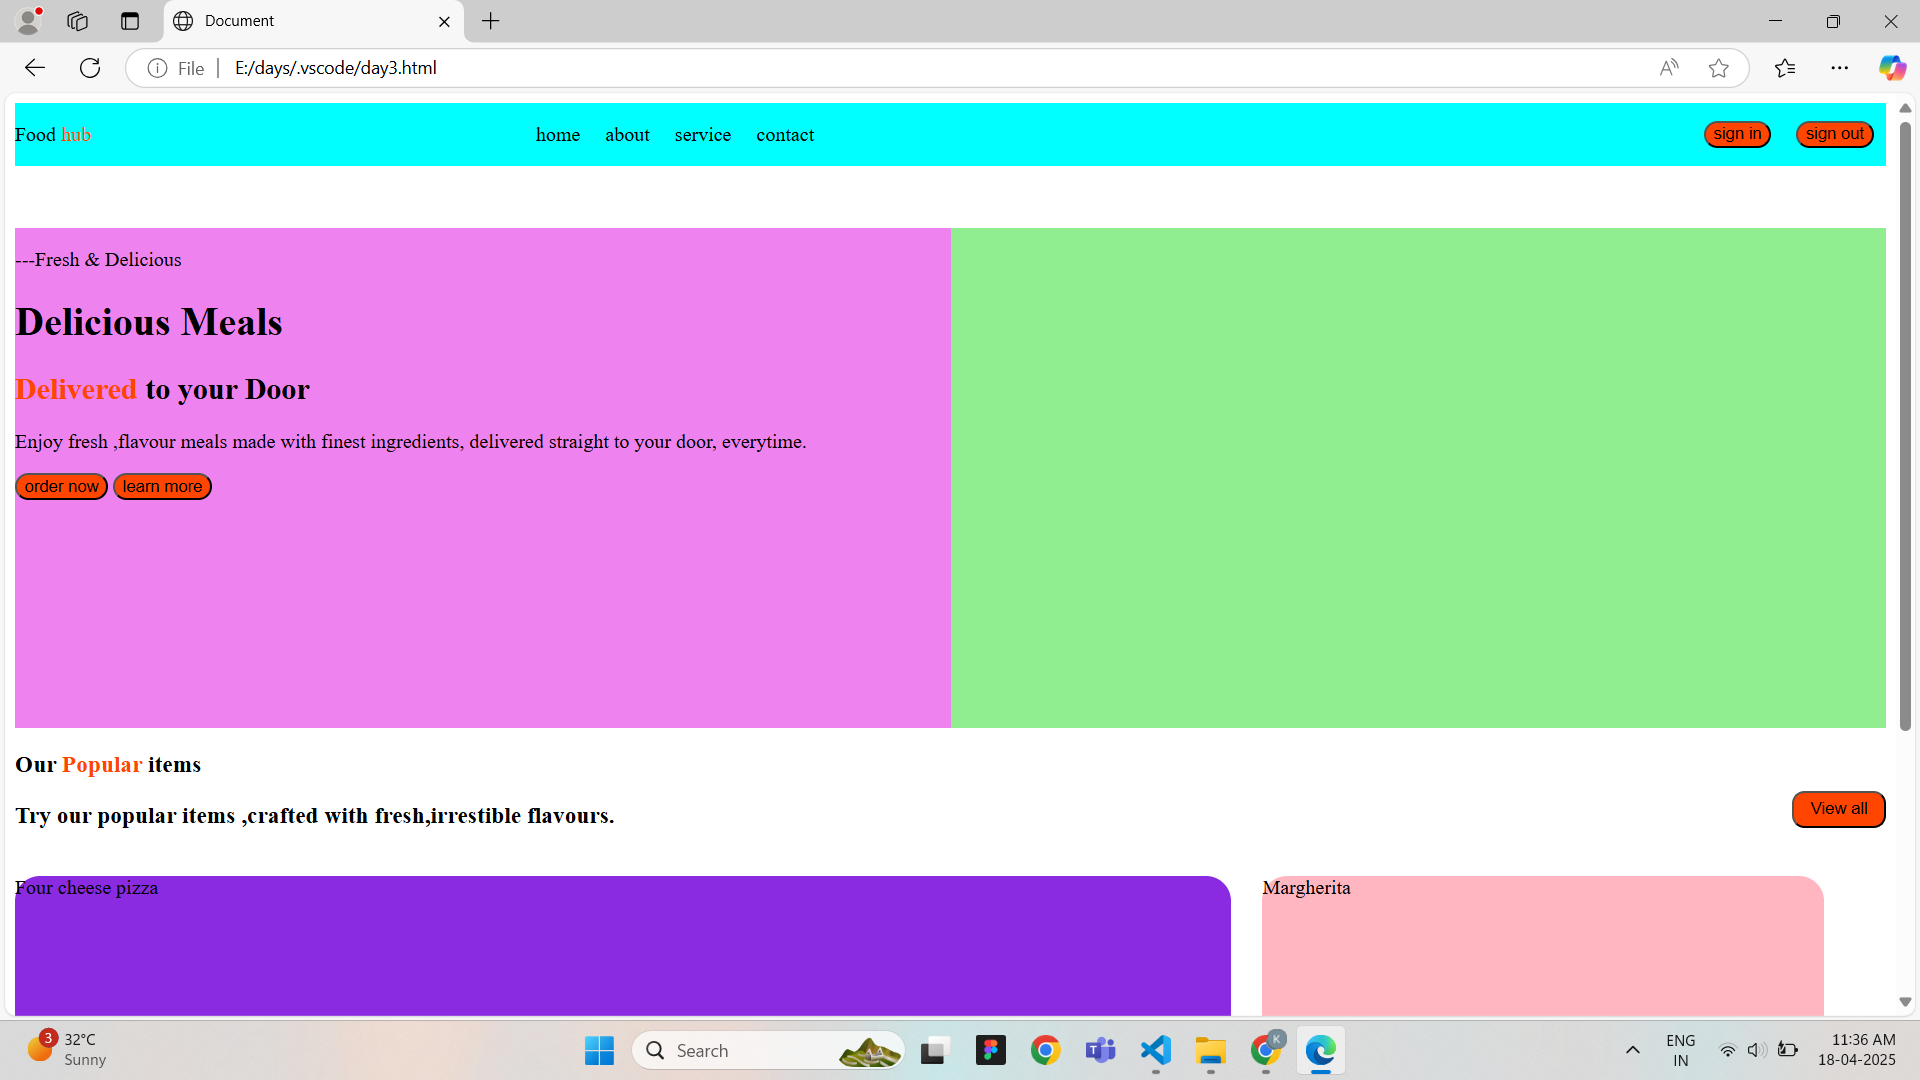 Document
File
E:/days/.vscode/day3.html
Food hub
home about service contact
sign in sign out
---Fresh & Delicious
Delicious Meals
Delivered to your Door
Enjoy fresh ,flavour meals made with finest ingredients, delivered straight to your door, everytime.
order now learn more
Our Popular items
Try our popular items ,crafted with fresh,irrestible flavours.
View all
Four cheese pizza
Margherita
3
32°C
Sunny
Search
K
ENG
IN
11:36 AM
18-04-2025